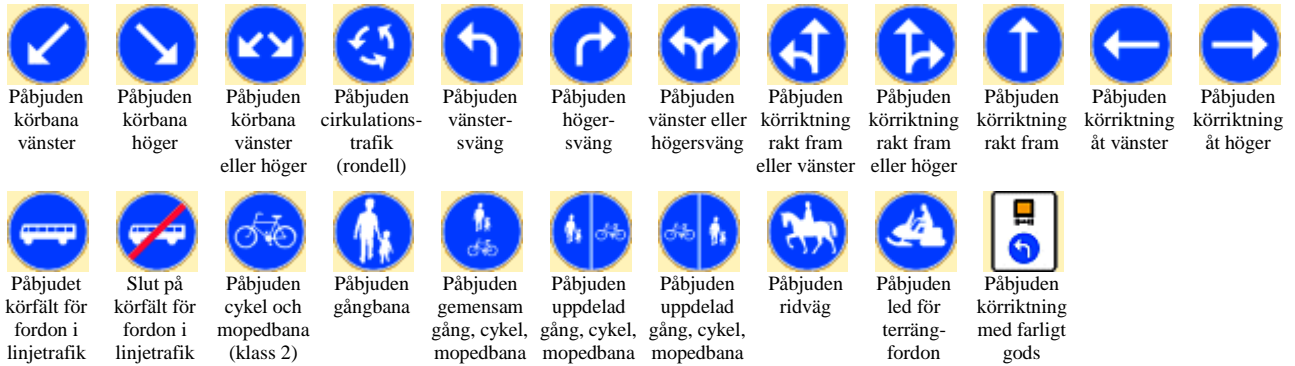 Påbjuden
körbana
vänster
Påbjuden
körbana
höger
Påbjuden
körbana
vänster
eller höger
Påbjuden
cirkulations-
trafik
(rondell)
Påbjuden
vänster-
sväng
Påbjuden
höger-
sväng
Påbjuden
vänster eller
högersväng
Påbjuden
körriktning
rakt fram
eller vänster
Påbjuden
körriktning
rakt fram
eller höger
Påbjuden
körriktning
rakt fram
Påbjuden
körriktning
åt vänster
Påbjuden
körriktning
åt höger
Påbjudet
körfält för
fordon i
linjetrafik
Slut på
körfält för
fordon i
linjetrafik
Påbjuden
cykel och
mopedbana
(klass 2)
Påbjuden
gångbana
Påbjuden
gemensam
gång, cykel,
mopedbana
Påbjuden
uppdelad
gång, cykel,
mopedbana
Påbjuden
uppdelad
gång, cykel,
mopedbana
Påbjuden
ridväg
Påbjuden
led för
terräng-
fordon
Påbjuden
körriktning
med farligt
gods